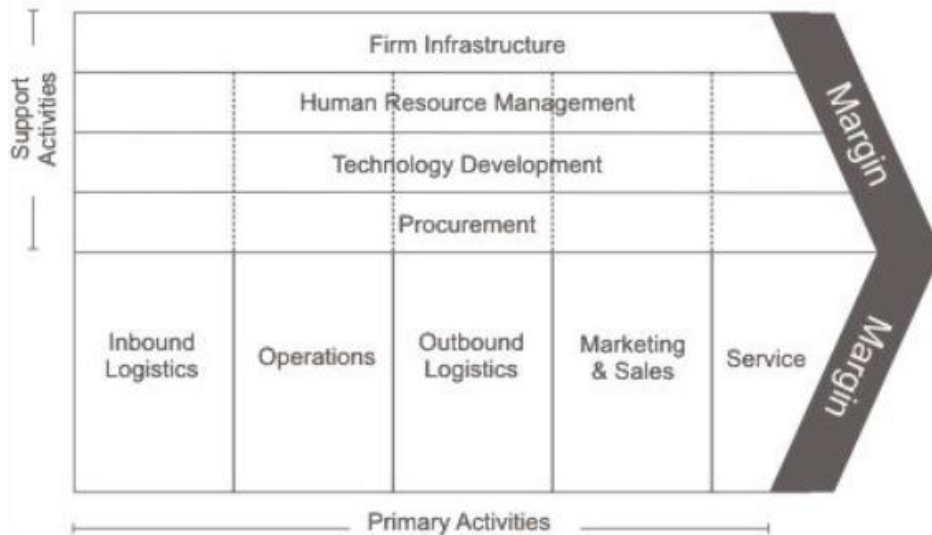 Support
Activities
Firm Infrastructure
Human Resource Management
Technology Development
Procurement
Margin
Inbound
Logistics
Operations
Outbound
Logistics
Marketing
& Sales
Service
Margin
Primary Activities